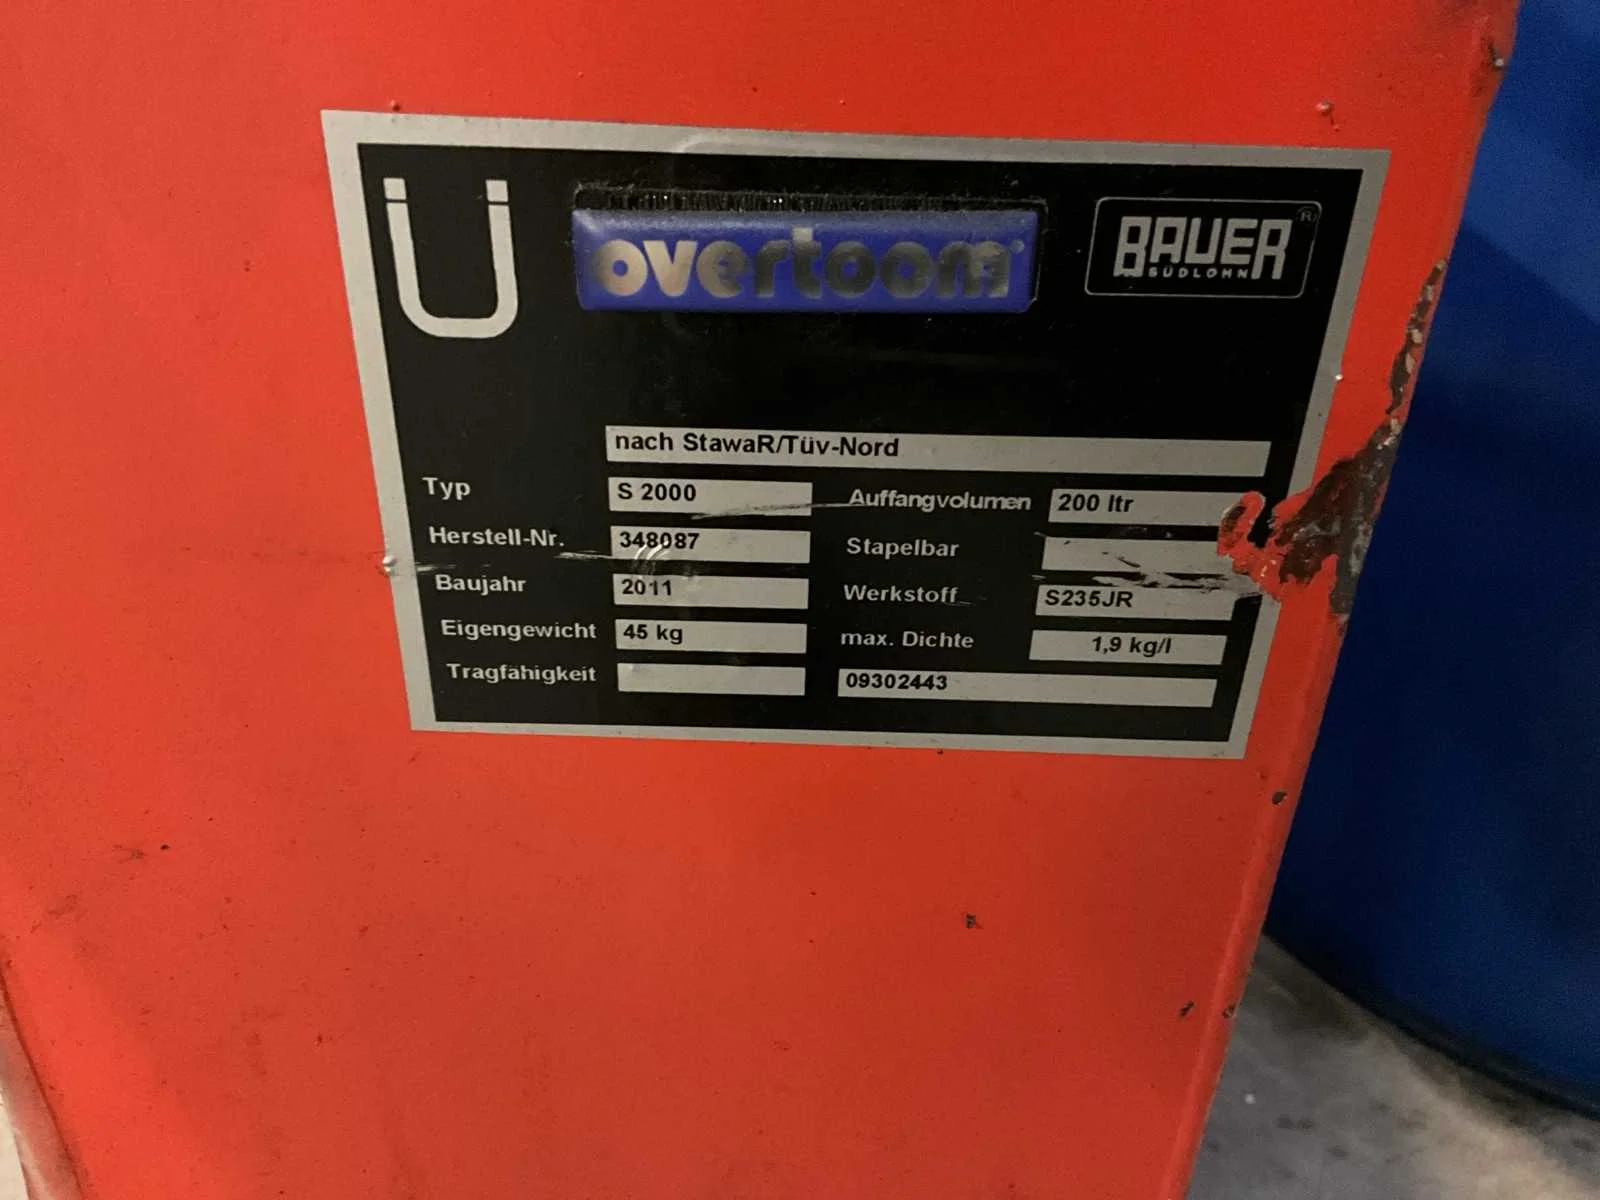 Ü
overtoom
BAUER®
SÜDLOHN
nach StawaR/Tüv-Nord
Typ S 2000 Auffangvolumen 200 ltr
Herstell-Nr. 348087 Stapelbar
Baujahr 2011 Werkstoff S235JR
Eigengewicht 45 kg max. Dichte 1,9 kg/l
Tragfähigkeit 09302443